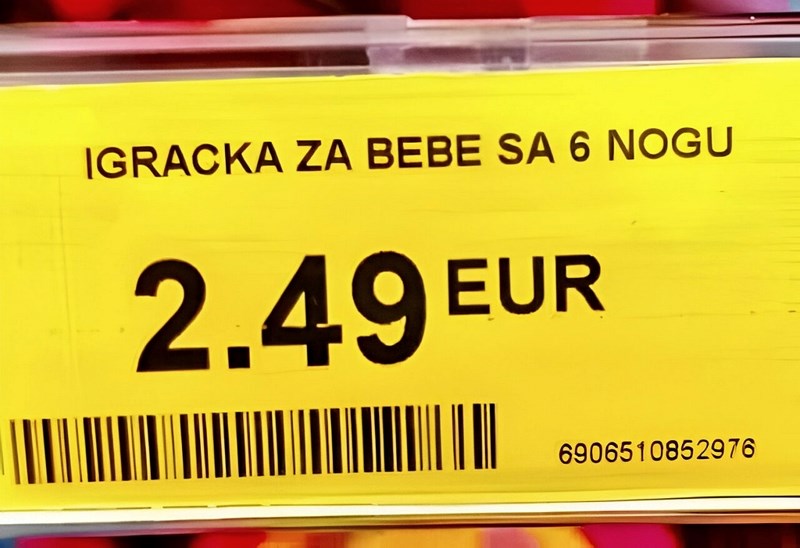 IGRACKA ZA BEBE SA 6 NOGU
2.49 EUR
6906510852976